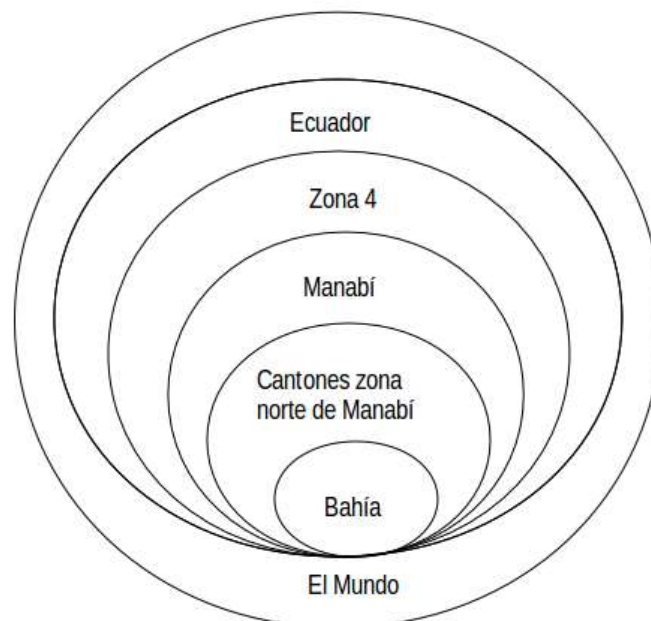 Ecuador
Zona 4
Manabí
Cantones zona
norte de Manabí
Bahía
El Mundo